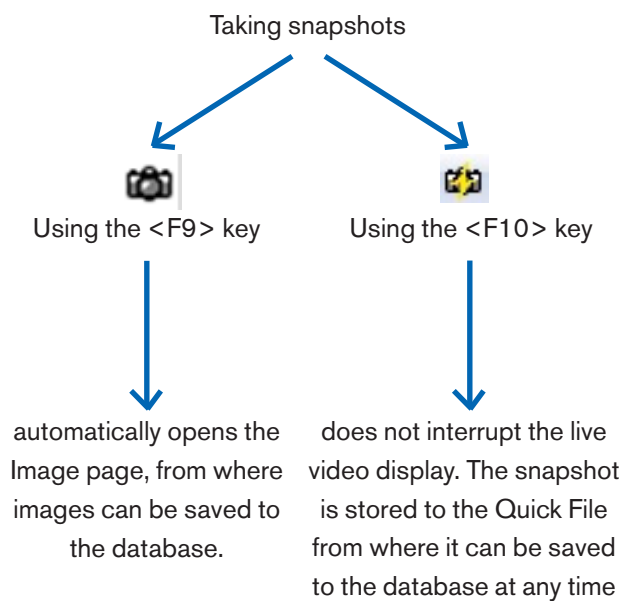 Taking snapshots
Using the <F9> key
Using the <F10> key
automatically opens the
Image page, from where
images can be saved to
the database.
does not interrupt the live
video display. The snapshot
is stored to the Quick File
from where it can be saved
to the database at any time